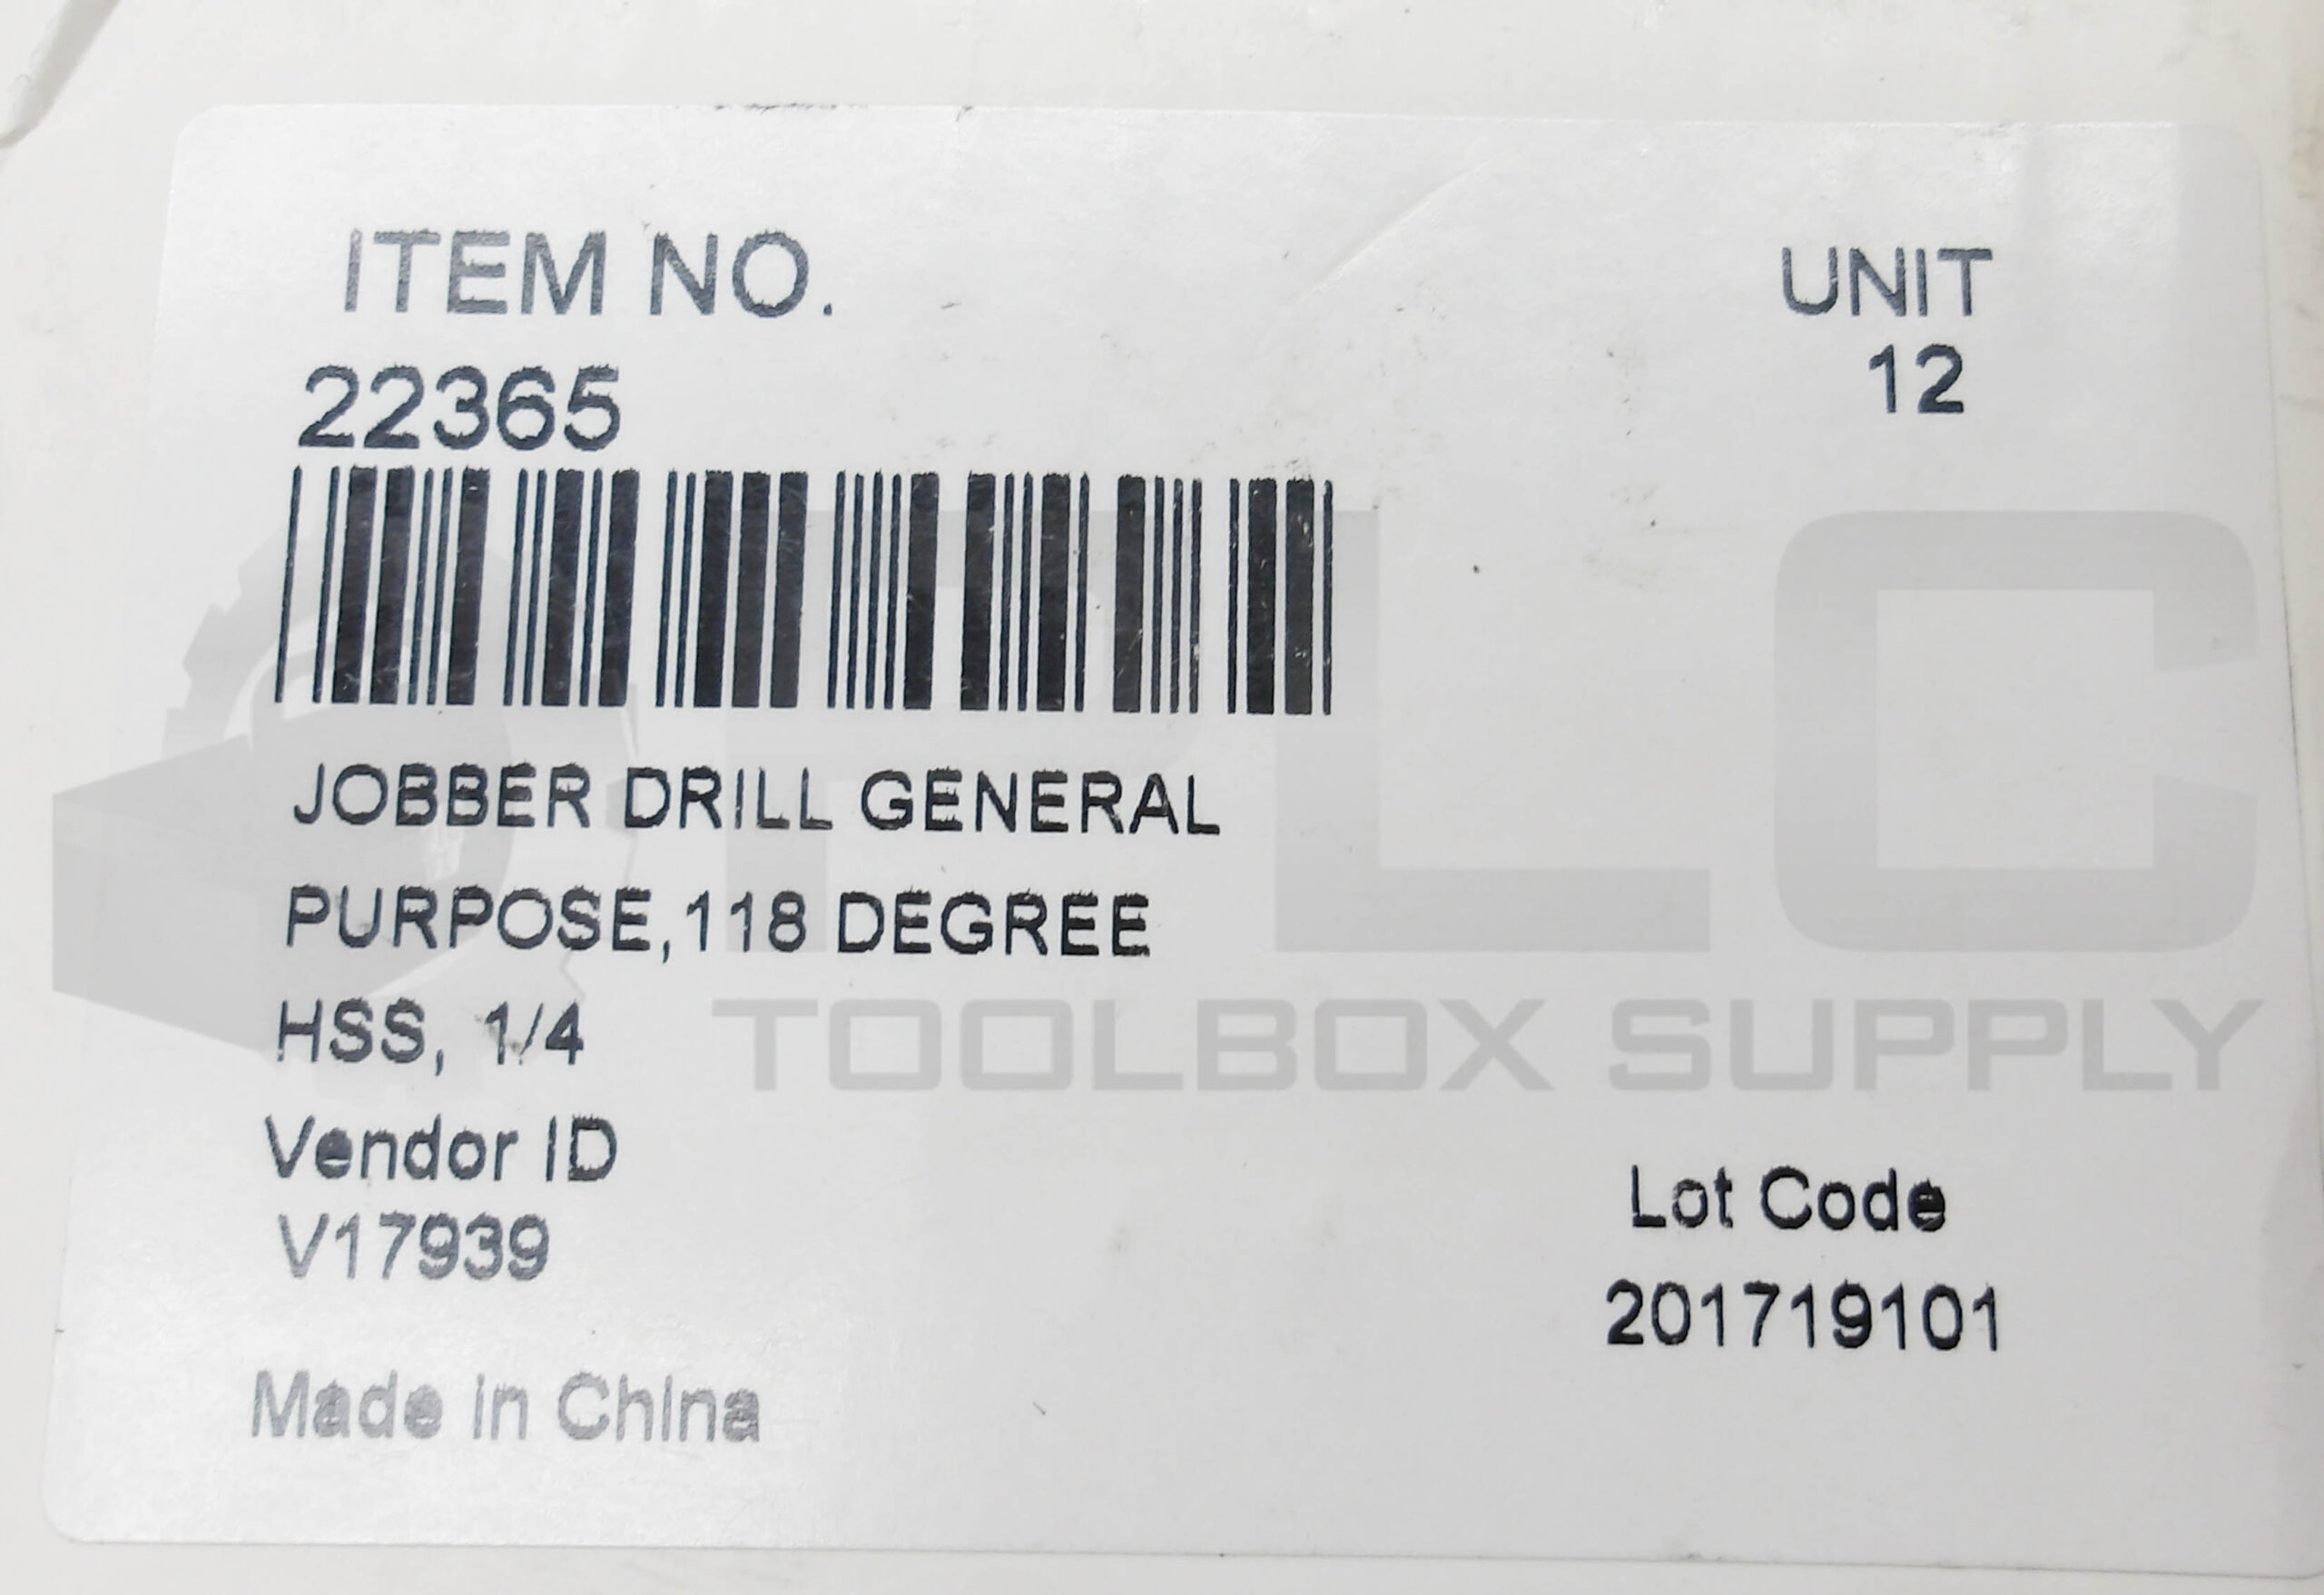 ITEM NO.
UNIT
22365
12
JOBBER DRILL GENERAL
PURPOSE,118 DEGREE
HSS, 1/4
Vendor ID
V17939
Lot Code
201719101
Made in China
PLC
TOOLBOX SUPPLY